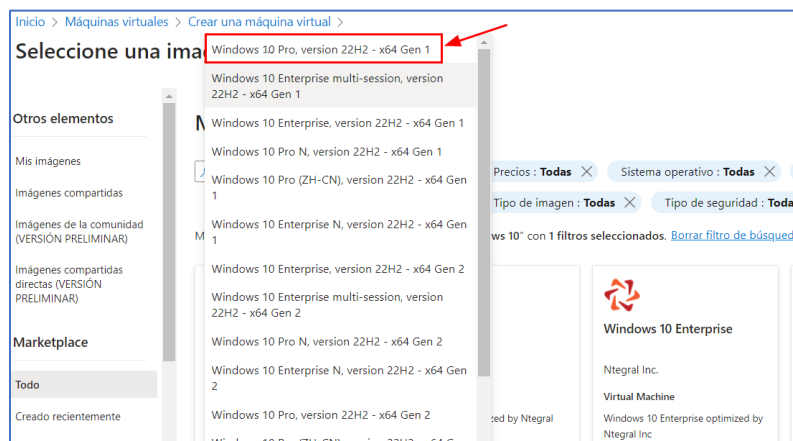 Inicio > Máquinas virtuales > Crear una máquina virtual >
Seleccione una ima
Otros elementos
Mis imágenes
Imágenes compartidas
Imágenes de la comunidad
(VERSIÓN PRELIMINAR)
Imágenes compartidas
directas (VERSIÓN
PRELIMINAR)
Marketplace
Todo
Creado recientemente
Windows 10 Pro, version 22H2 - x64 Gen 1
Windows 10 Enterprise multi-session, version
22H2 - x64 Gen 1
Windows 10 Enterprise, version 22H2 - x64 Gen 1
Windows 10 Pro N, version 22H2 - x64 Gen 1
Windows 10 Pro (ZH-CN), version 22H2 - x64 Gen
1
Windows 10 Enterprise N, version 22H2 - x64 Gen
1
Windows 10 Enterprise, version 22H2 - x64 Gen 2
Windows 10 Enterprise multi-session, version
22H2 - x64 Gen 2
Windows 10 Pro N, version 22H2 - x64 Gen 2
Windows 10 Enterprise N, version 22H2 - x64 Gen
2
Windows 10 Pro, version 22H2 - x64 Gen 2
Precios : Todas Sistema operativo : Todas
Tipo de imagen : Todas Tipo de seguridad : Toda
ws 10" con 1 filtros seleccionados. Borrar filtro de búsqued
zed by Ntegral
Windows 10 Enterprise
Ntegral Inc.
Virtual Machine
Windows 10 Enterprise optimized by
Ntegral Inc